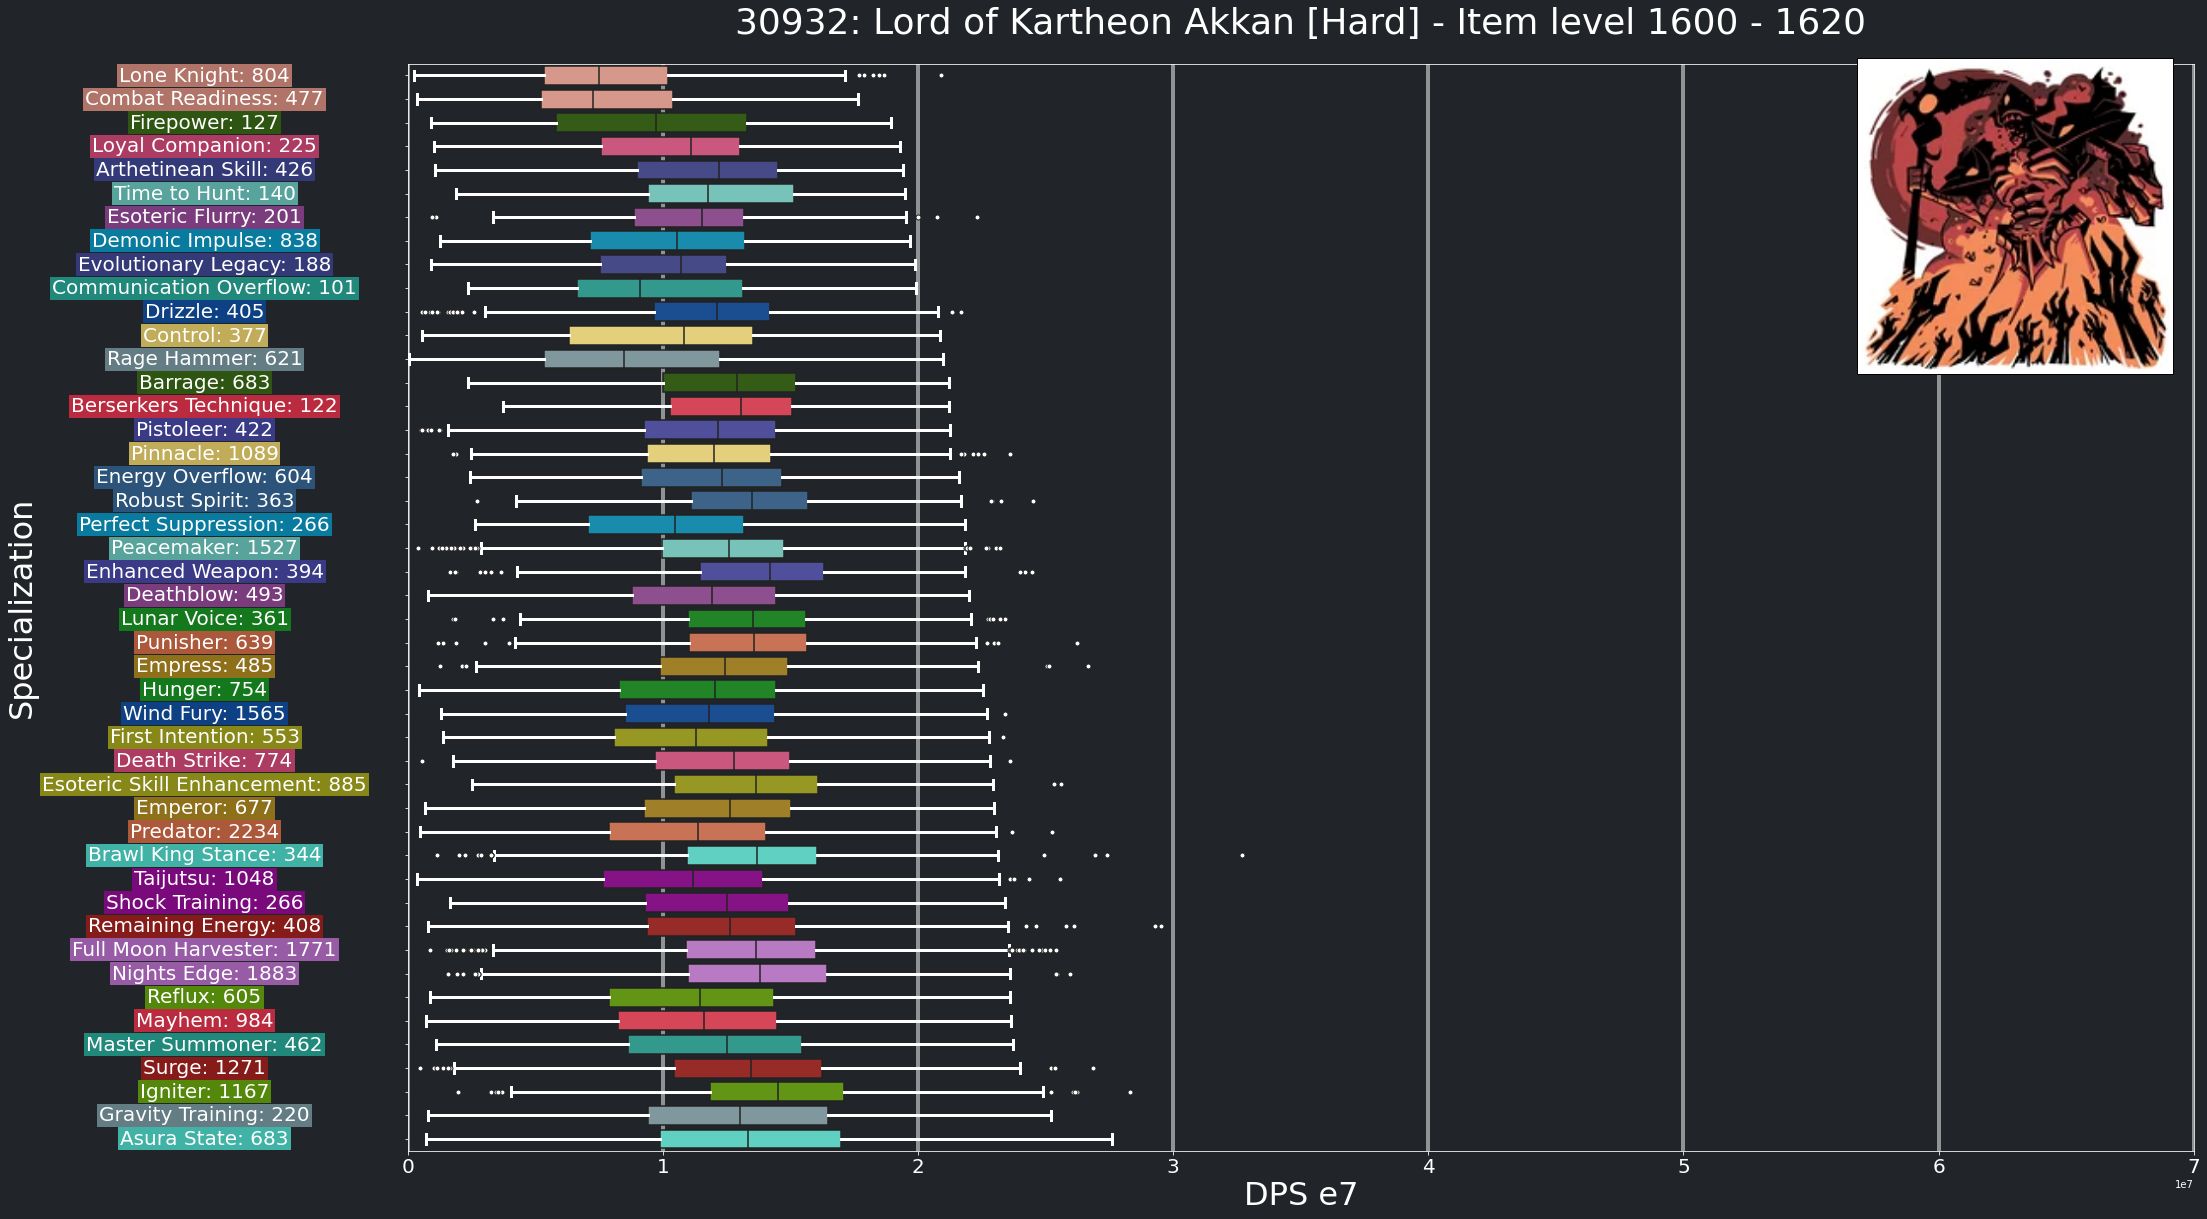 30932: Lord of Kartheon Akkan [Hard] - Item level 1600 - 1620
Specialization
Lone Knight: 804
Combat Readiness: 477
Firepower: 127
Loyal Companion: 225
Arthetinean Skill: 426
Time to Hunt: 140
Esoteric Flurry: 201
Demonic Impulse: 838
Evolutionary Legacy: 188
Communication Overflow: 101
Drizzle: 405
Control: 377
Rage Hammer: 621
Barrage: 683
Berserkers Technique: 122
Pistoleer: 422
Pinnacle: 1089
Energy Overflow: 604
Robust Spirit: 363
Perfect Suppression: 266
Peacemaker: 1527
Enhanced Weapon: 394
Deathblow: 493
Lunar Voice: 361
Punisher: 639
Empress: 485
Hunger: 754
Wind Fury: 1565
First Intention: 553
Death Strike: 774
Esoteric Skill Enhancement: 885
Emperor: 677
Predator: 2234
Brawl King Stance: 344
Taijutsu: 1048
Shock Training: 266
Remaining Energy: 408
Full Moon Harvester: 1771
Nights Edge: 1883
Reflux: 605
Mayhem: 984
Master Summoner: 462
Surge: 1271
Igniter: 1167
Gravity Training: 220
Asura State: 683
0 1 2 3 4 5 6 7
1e7
DPS e7